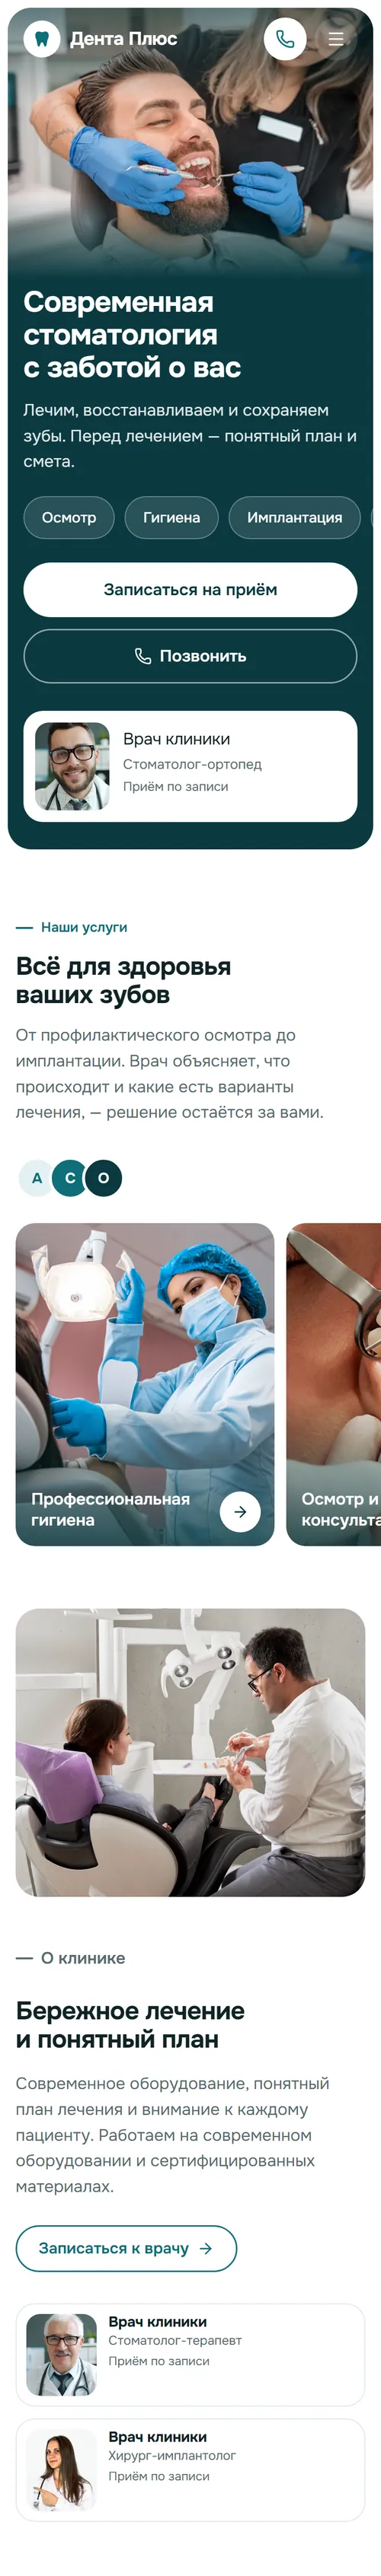 Дента Плюс
Современная
стоматология
с заботой о вас
Лечим, восстанавливаем и сохраняем
зубы. Перед лечением — понятный план и
смета.
Осмотр
Гигиена
Имплантация
Записаться на приём
Позвонить
Врач клиники
Стоматолог-ортопед
Приём по записи
Наши услуги
Всё для здоровья
ваших зубов
От профилактического осмотра до
имплантации. Врач объясняет, что
происходит и какие есть варианты
лечения, — решение остаётся за вами.
А
С
О
Профессиональная
гигиена
Осмотр и
консульта
О клинике
Бережное лечение
и понятный план
Современное оборудование, понятный
план лечения и внимание к каждому
пациенту. Работаем на современном
оборудовании и сертифицированных
материалах.
Записаться к врачу
Врач клиники
Стоматолог-терапевт
Приём по записи
Врач клиники
Хирург-имплантолог
Приём по записи